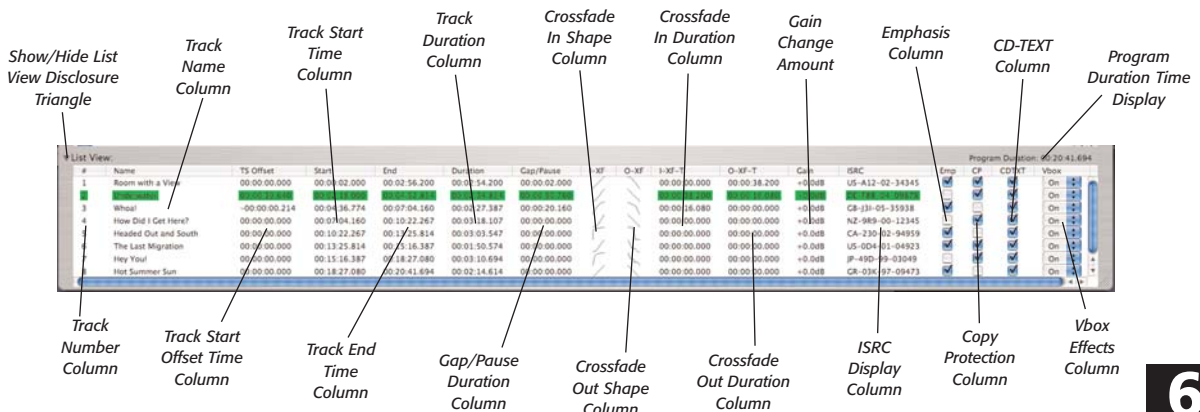 Show/Hide List
View Disclosure
Triangle
Track
Name
Column
Track Start
Time
Column
Track
Duration
Column
Crossfade
In Shape
Column
Crossfade
In Duration
Column
Gain
Change
Amount
Emphasis
Column
CD-TEXT
Column
Program
Duration Time
Display
List View:
Program Duration: 00:20:41.694
# Name TS Offset Start End Duration Gap/Pause I-XF O-XF I-XF-T O-XF-T Gain ISRC Emp CP CDTXT Vbox
1 Room with a View 00:00:00.000 00:00:02.000 00:02:56.200 00:02:54.200 00:00:02.000 00:00:00.000 00:00:38.200 +0.0dB US-A12-02-34345 On
2 +0.0dB On
3 Whoa! -00:00:00.214 00:04:36.774 00:07:04.160 00:02:27.387 00:00:20.160 00:00:16.080 00:00:00.000 +0.0dB GB-J3I-05-35938 On
4 How Did I Get Here? 00:00:00.000 00:07:04.160 00:10:22.267 00:03:18.107 00:00:00.000 00:00:00.000 00:00:00.000 +0.0dB NZ-9R9-00-12345 On
5 Headed Out and South 00:00:00.000 00:10:22.267 00:13:25.814 00:03:03.547 00:00:00.000 00:00:00.000 00:00:00.000 +0.0dB CA-230-02-94959 On
6 The Last Migration 00:00:00.000 00:13:25.814 00:15:16.387 00:01:50.574 00:00:00.000 00:00:00.000 00:00:00.000 +0.0dB US-0D4-01-04923 On
7 Hey You! 00:00:00.000 00:15:16.387 00:18:27.080 00:03:10.694 00:00:00.000 00:00:00.000 00:00:00.000 +0.0dB JP-49D-99-03049 On
8 Hot Summer Sun 00:00:00.000 00:18:27.080 00:20:41.694 00:02:14.614 00:00:00.000 00:00:00.000 00:00:00.000 +0.0dB GR-03K-97-09473 On
Track
Number
Column
Track Start
Offset Time
Column
Track End
Time
Column
Gap/Pause
Duration
Column
Crossfade
Out Shape
Column
Crossfade
Out Duration
Column
ISRC
Display
Column
Copy
Protection
Column
Vbox
Effects
Column
6